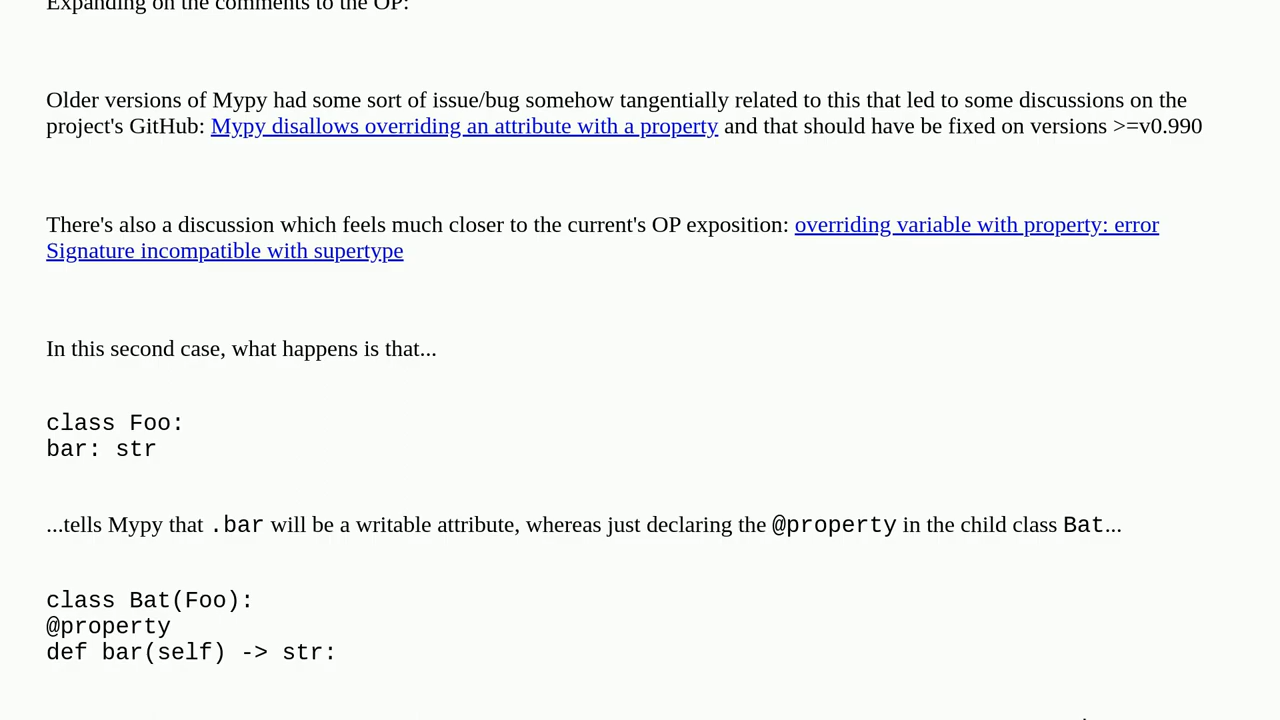 Expanding on the comments to the OP:
Older versions of Mypy had some sort of issue/bug somehow tangentially related to this that led to some discussions on the
project's GitHub: Mypy disallows overriding an attribute with a property and that should have be fixed on versions >=v0.990
There's also a discussion which feels much closer to the current's OP exposition: overriding variable with property: error
Signature incompatible with supertype
In this second case, what happens is that...
class Foo:
bar: str
...tells Mypy that .bar will be a writable attribute, whereas just declaring the @property in the child class Bat...
class Bat(Foo):
@property
def bar(self) -> str: